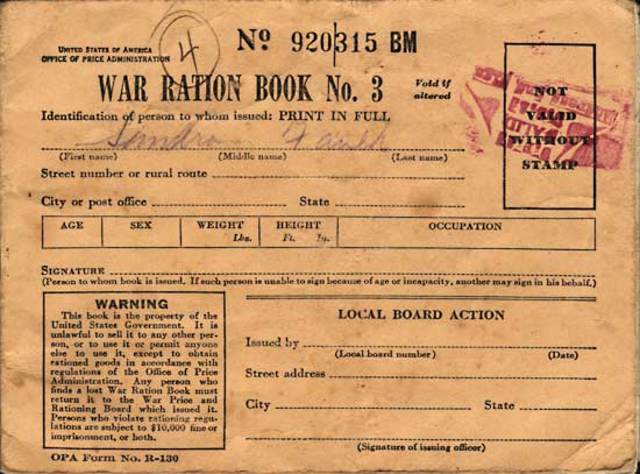 UNITED STATES OF AMERICA
OFFICE OF PRICE ADMINISTRATION
4
No 920315 BM
WAR RATION BOOK No. 3
Void if
altered
NOT
VALID
WITHOUT
STAMP
Identification of person to whom issued: PRINT IN FULL
Sandra
(First name) (Middle name) (Last name)
Street number or rural route
City or post office State
AGE SEX WEIGHT Lbs. HEIGHT Ft. In. OCCUPATION
SIGNATURE
(Person to whom book is issued. If such person is unable to sign because of age or incapacity, another may sign in his behalf.)
WARNING
This book is the property of the
United States Government. It is
unlawful to sell it to any other per-
son, or to use it or permit anyone
else to use it, except to obtain
rationed goods in accordance with
regulations of the Office of Price
Administration. Any person who
finds a lost War Ration Book must
return it to the War Price and
Rationing Board which issued it.
Persons who violate rationing regu-
lations are subject to $10,000 fine or
imprisonment, or both.
LOCAL BOARD ACTION
Issued by
(Local board number) (Date)
Street address
City State
(Signature of issuing officer)
OPA Form No. R-130